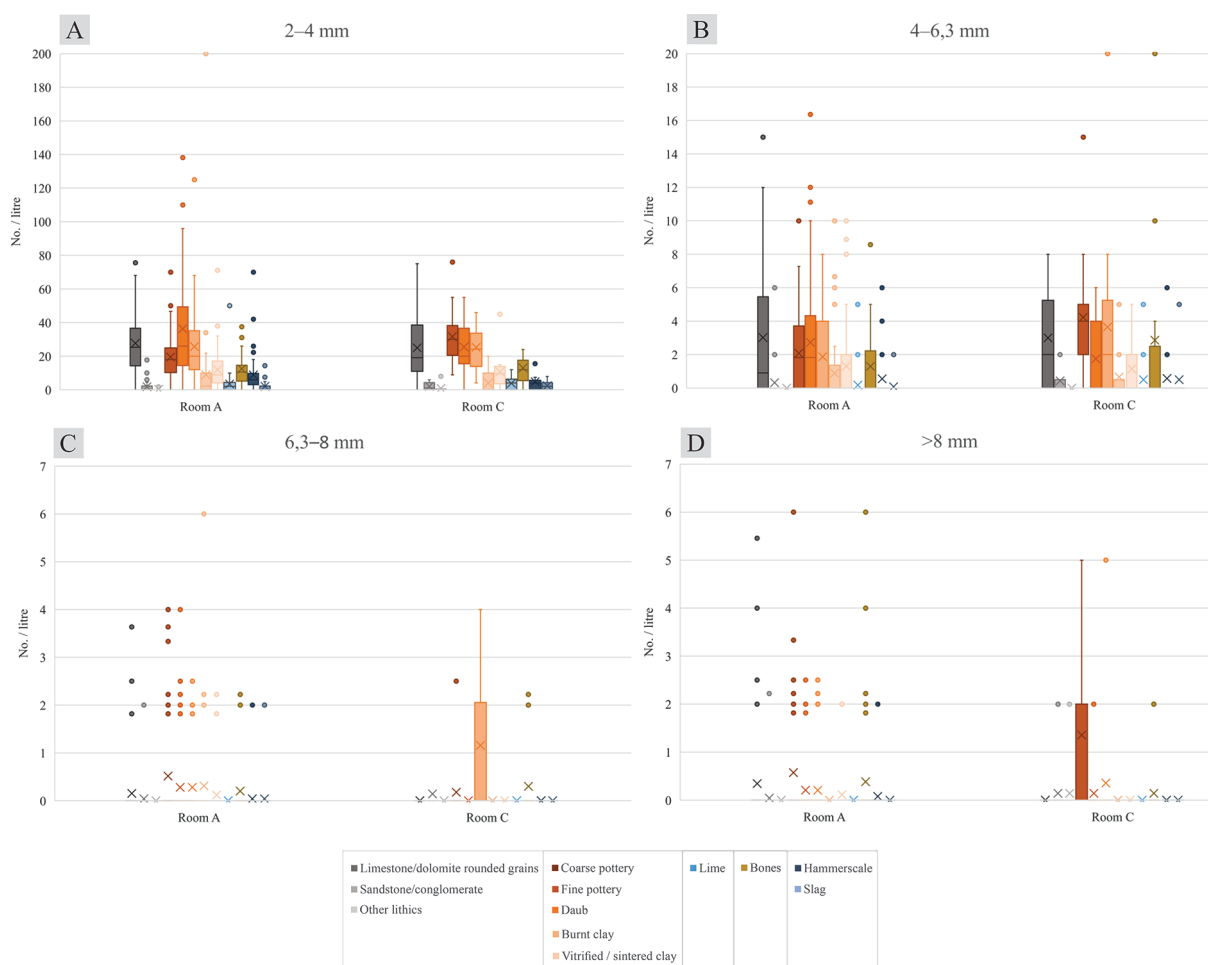 A
2–4 mm
200
180
160
140
120
100
80
60
40
20
0
No. / litre
Room A
Room C
B
4–6,3 mm
20
18
16
14
12
10
8
6
4
2
0
No. / litre
Room A
Room C
C
6,3–8 mm
7
6
5
4
3
2
1
0
No. / litre
Room A
Room C
D
>8 mm
7
6
5
4
3
2
1
0
No. / litre
Room A
Room C
Limestone/dolomite rounded grains
Sandstone/conglomerate
Other lithics
Coarse pottery
Fine pottery
Daub
Burnt clay
Vitrified / sintered clay
Lime
Bones
Hammerscale
Slag